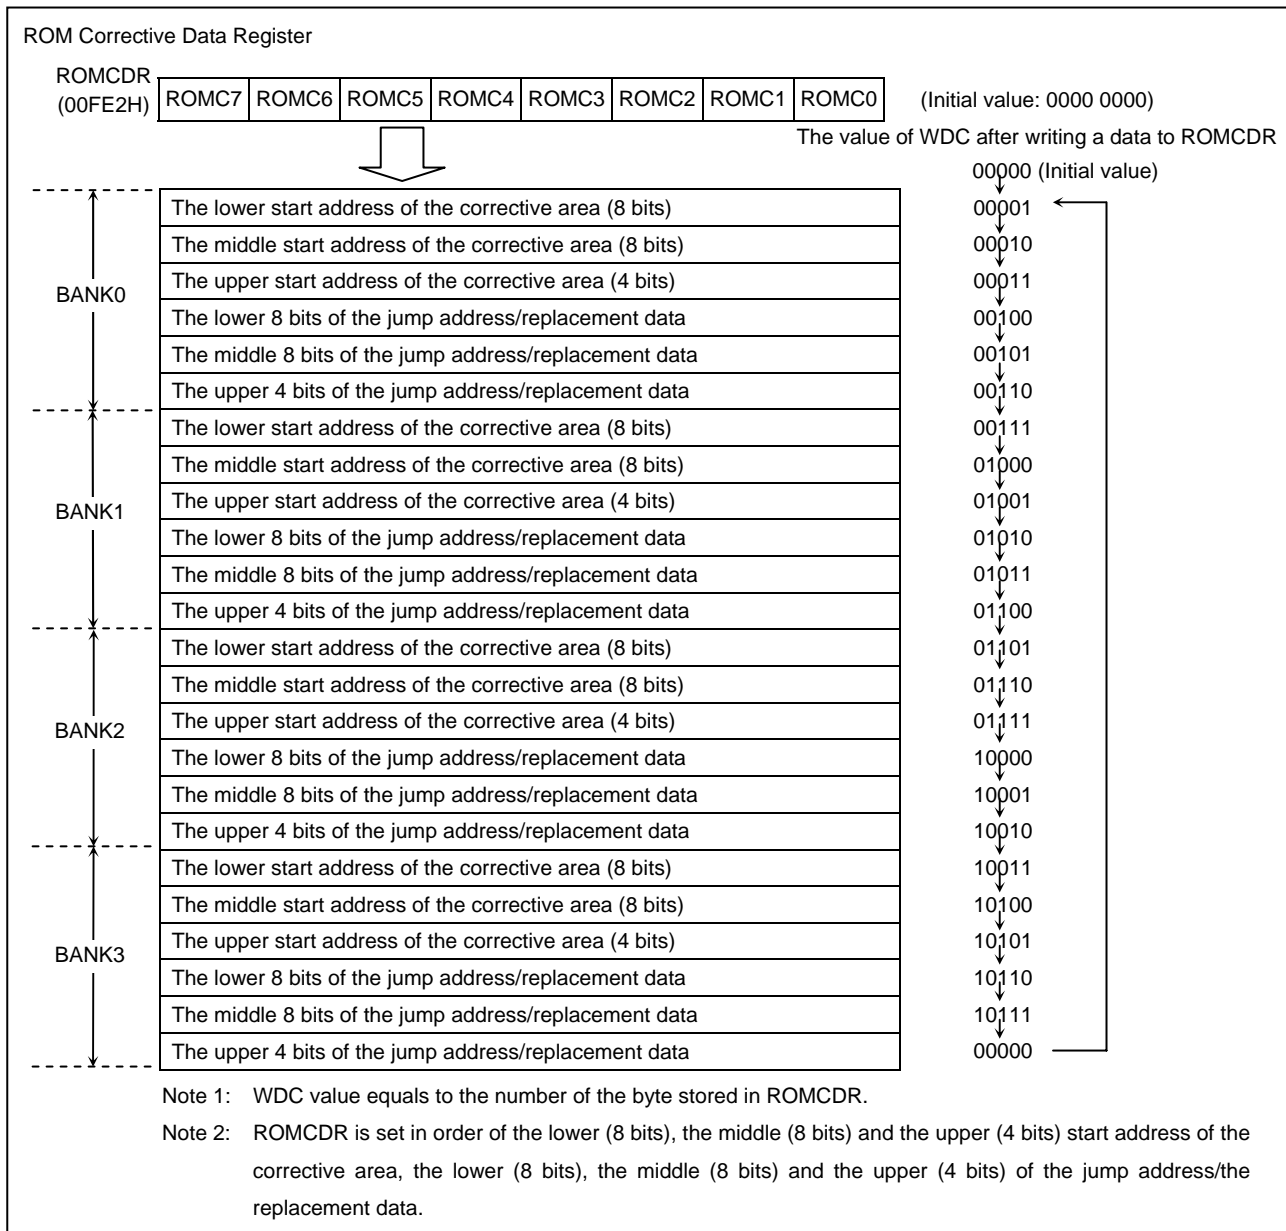 ROM Corrective Data Register
ROMCDR
(00FE2H)
ROMC7 ROMC6 ROMC5 ROMC4 ROMC3 ROMC2 ROMC1 ROMC0 (Initial value: 0000 0000)
The value of WDC after writing a data to ROMCDR
00000 (Initial value)
The lower start address of the corrective area (8 bits) 00001
The middle start address of the corrective area (8 bits) 00010
The upper start address of the corrective area (4 bits) 00011
BANK0
The lower 8 bits of the jump address/replacement data 00100
The middle 8 bits of the jump address/replacement data 00101
The upper 4 bits of the jump address/replacement data 00110
The lower start address of the corrective area (8 bits) 00111
The middle start address of the corrective area (8 bits) 01000
The upper start address of the corrective area (4 bits) 01001
BANK1
The lower 8 bits of the jump address/replacement data 01010
The middle 8 bits of the jump address/replacement data 01011
The upper 4 bits of the jump address/replacement data 01100
The lower start address of the corrective area (8 bits) 01101
The middle start address of the corrective area (8 bits) 01110
The upper start address of the corrective area (4 bits) 01111
BANK2
The lower 8 bits of the jump address/replacement data 10000
The middle 8 bits of the jump address/replacement data 10001
The upper 4 bits of the jump address/replacement data 10010
The lower start address of the corrective area (8 bits) 10011
The middle start address of the corrective area (8 bits) 10100
The upper start address of the corrective area (4 bits) 10101
BANK3
The lower 8 bits of the jump address/replacement data 10110
The middle 8 bits of the jump address/replacement data 10111
The upper 4 bits of the jump address/replacement data 00000
Note 1: WDC value equals to the number of the byte stored in ROMCDR.
Note 2: ROMCDR is set in order of the lower (8 bits), the middle (8 bits) and the upper (4 bits) start address of the
corrective area, the lower (8 bits), the middle (8 bits) and the upper (4 bits) of the jump address/the
replacement data.